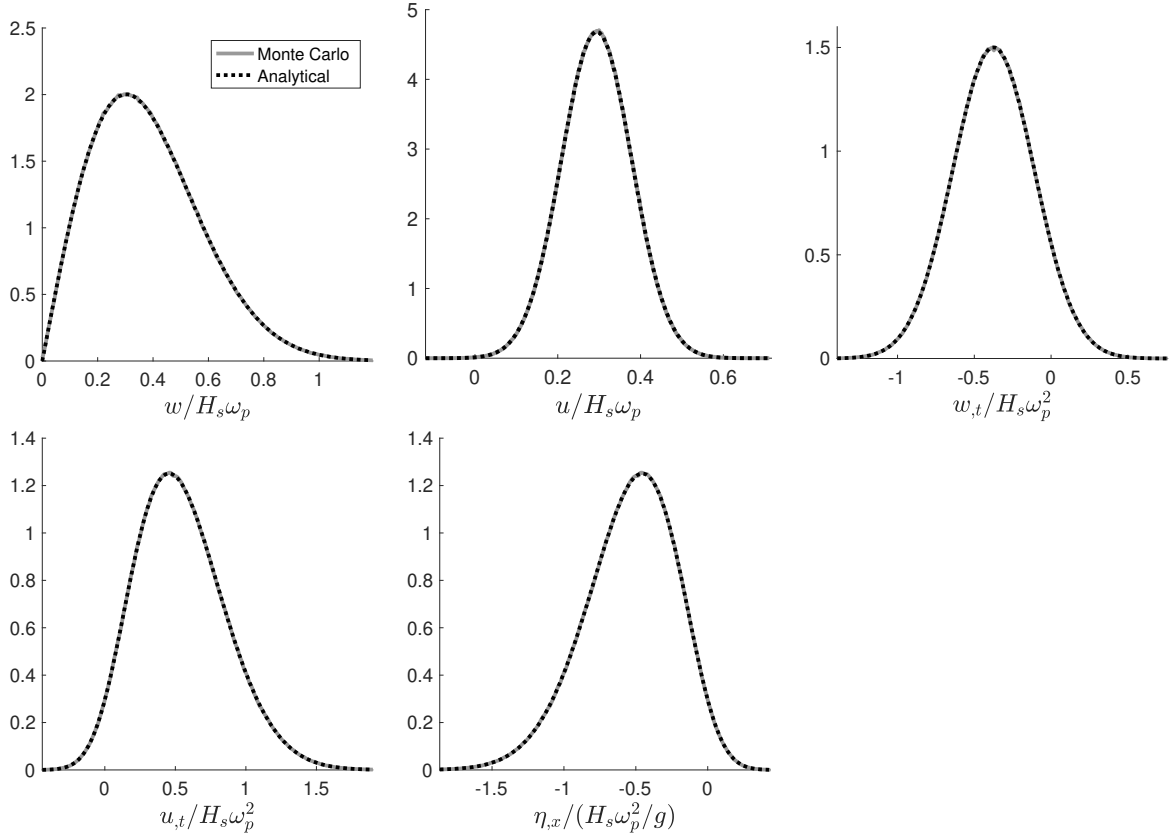 2.5
2
1.5
1
0.5
0
0 0.2 0.4 0.6 0.8 1
w/H_sω_p
Monte Carlo
Analytical
5
4
3
2
1
0
0 0.2 0.4 0.6
u/H_sω_p
1.5
1
0.5
0
-1 -0.5 0 0.5
w_{,t}/H_sω_p^2
1.4
1.2
1
0.8
0.6
0.4
0.2
0
0 0.5 1 1.5
u_{,t}/H_sω_p^2
1.4
1.2
1
0.8
0.6
0.4
0.2
0
-1.5 -1 -0.5 0
η_{,x}/(H_sω_p^2/g)